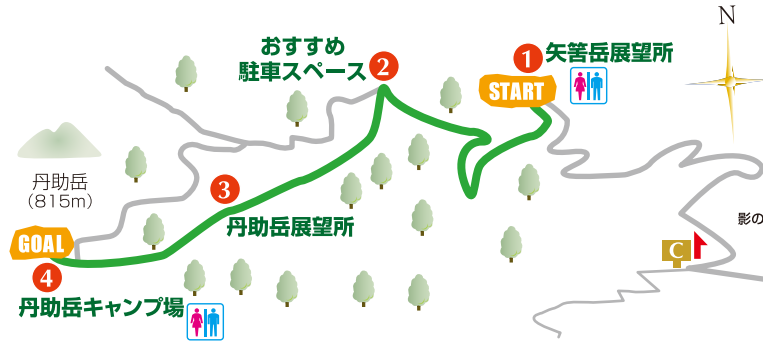 N
おすすめ
駐車スペース
2
1
矢筈岳展望所
START
丹助岳
(815m)
3
丹助岳展望所
影の
C
GOAL
4
丹助岳キャンプ場